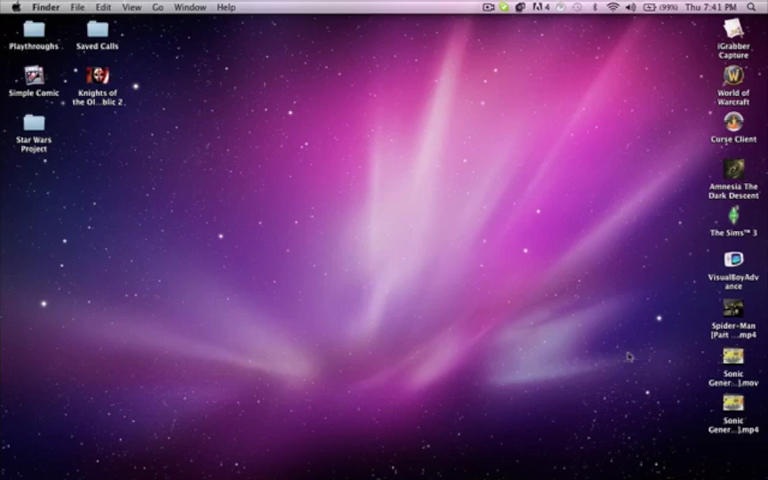 Finder File Edit View Go Window Help 4 (99%) Thu 7:41 PM
Playthroughs
Saved Calls
Simple Comic
Knights of
the Ol...blic 2
Star Wars
Project
iGrabber
Capture
World of
Warcraft
Curse Client
Amnesia The
Dark Descent
The Sims™ 3
VisualBoyAdv
ance
Spider-Man
[Part ....mp4
Sonic
Gener...].mov
Sonic
Gener...].mp4